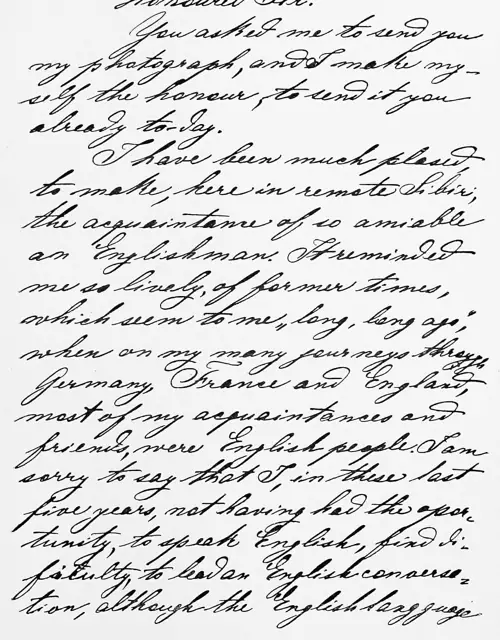 Honoured Sir.
You asked me to send you
my photograph, and I make my-
self the honour, to send it you
already to-day.
I have been much plased,
to make, here in remote Sibiri,
the acquaintance of so amiable
an Englishman. It reminded
me so lively, of former times,
which seem to me „long, long ago",
when on my many journeys through
Germany, France and England,
most of my acquaintances and
friends, were English people. I am
sorry to say that I, in these last
five years, not having had the opor-
tunity, to speak English, find di-
ficulty, to lead an English conversa-
tion, although the English langguage